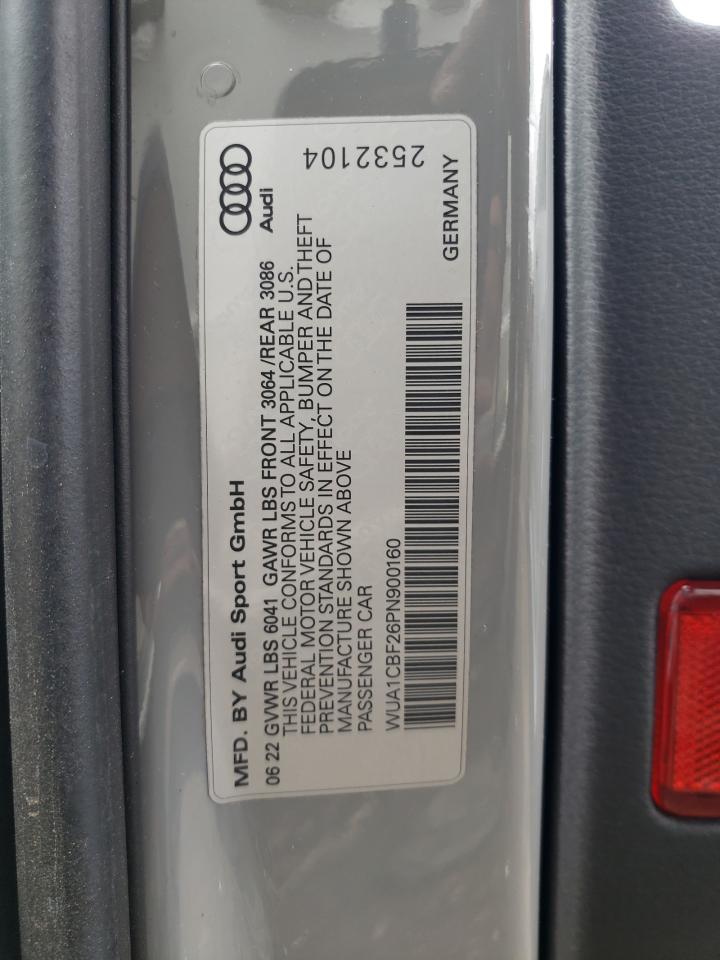 MFD. BY Audi Sport GmbH
Audi
06 22 GVWR LBS 6041 GAWR LBS FRONT 3064 /REAR 3086
THIS VEHICLE CONFORMS TO ALL APPLICABLE U.S.
FEDERAL MOTOR VEHICLE SAFETY, BUMPER AND THEFT
PREVENTION STANDARDS IN EFFECT ON THE DATE OF
MANUFACTURE SHOWN ABOVE
PASSENGER CAR
WUA1CBF26PN900160
GERMANY
2532104